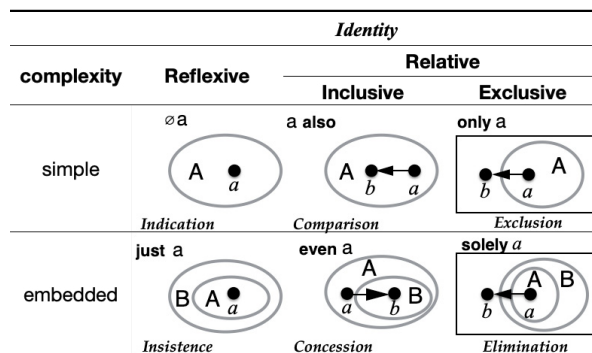 Identity
complexity Reflexive Relative
Inclusive Exclusive
simple
∅ a
A a
Indication
a also
A b a
Comparison
only a
b a A
Exclusion
embedded
just a
B A a
Insistence
even a
A
a b B
Concession
solely a
A B
b a
Elimination